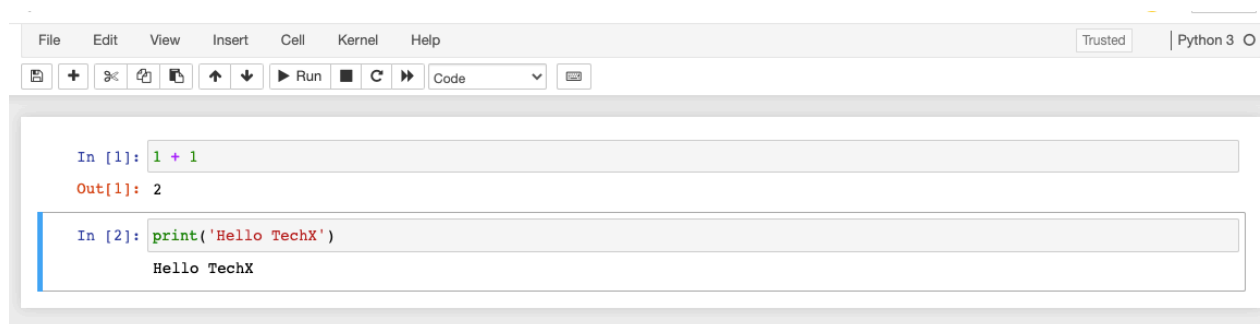 File Edit View Insert Cell Kernel Help Trusted Python 3
Run Code
In [1]: 1 + 1
Out[1]: 2
In [2]: print('Hello TechX')
Hello TechX